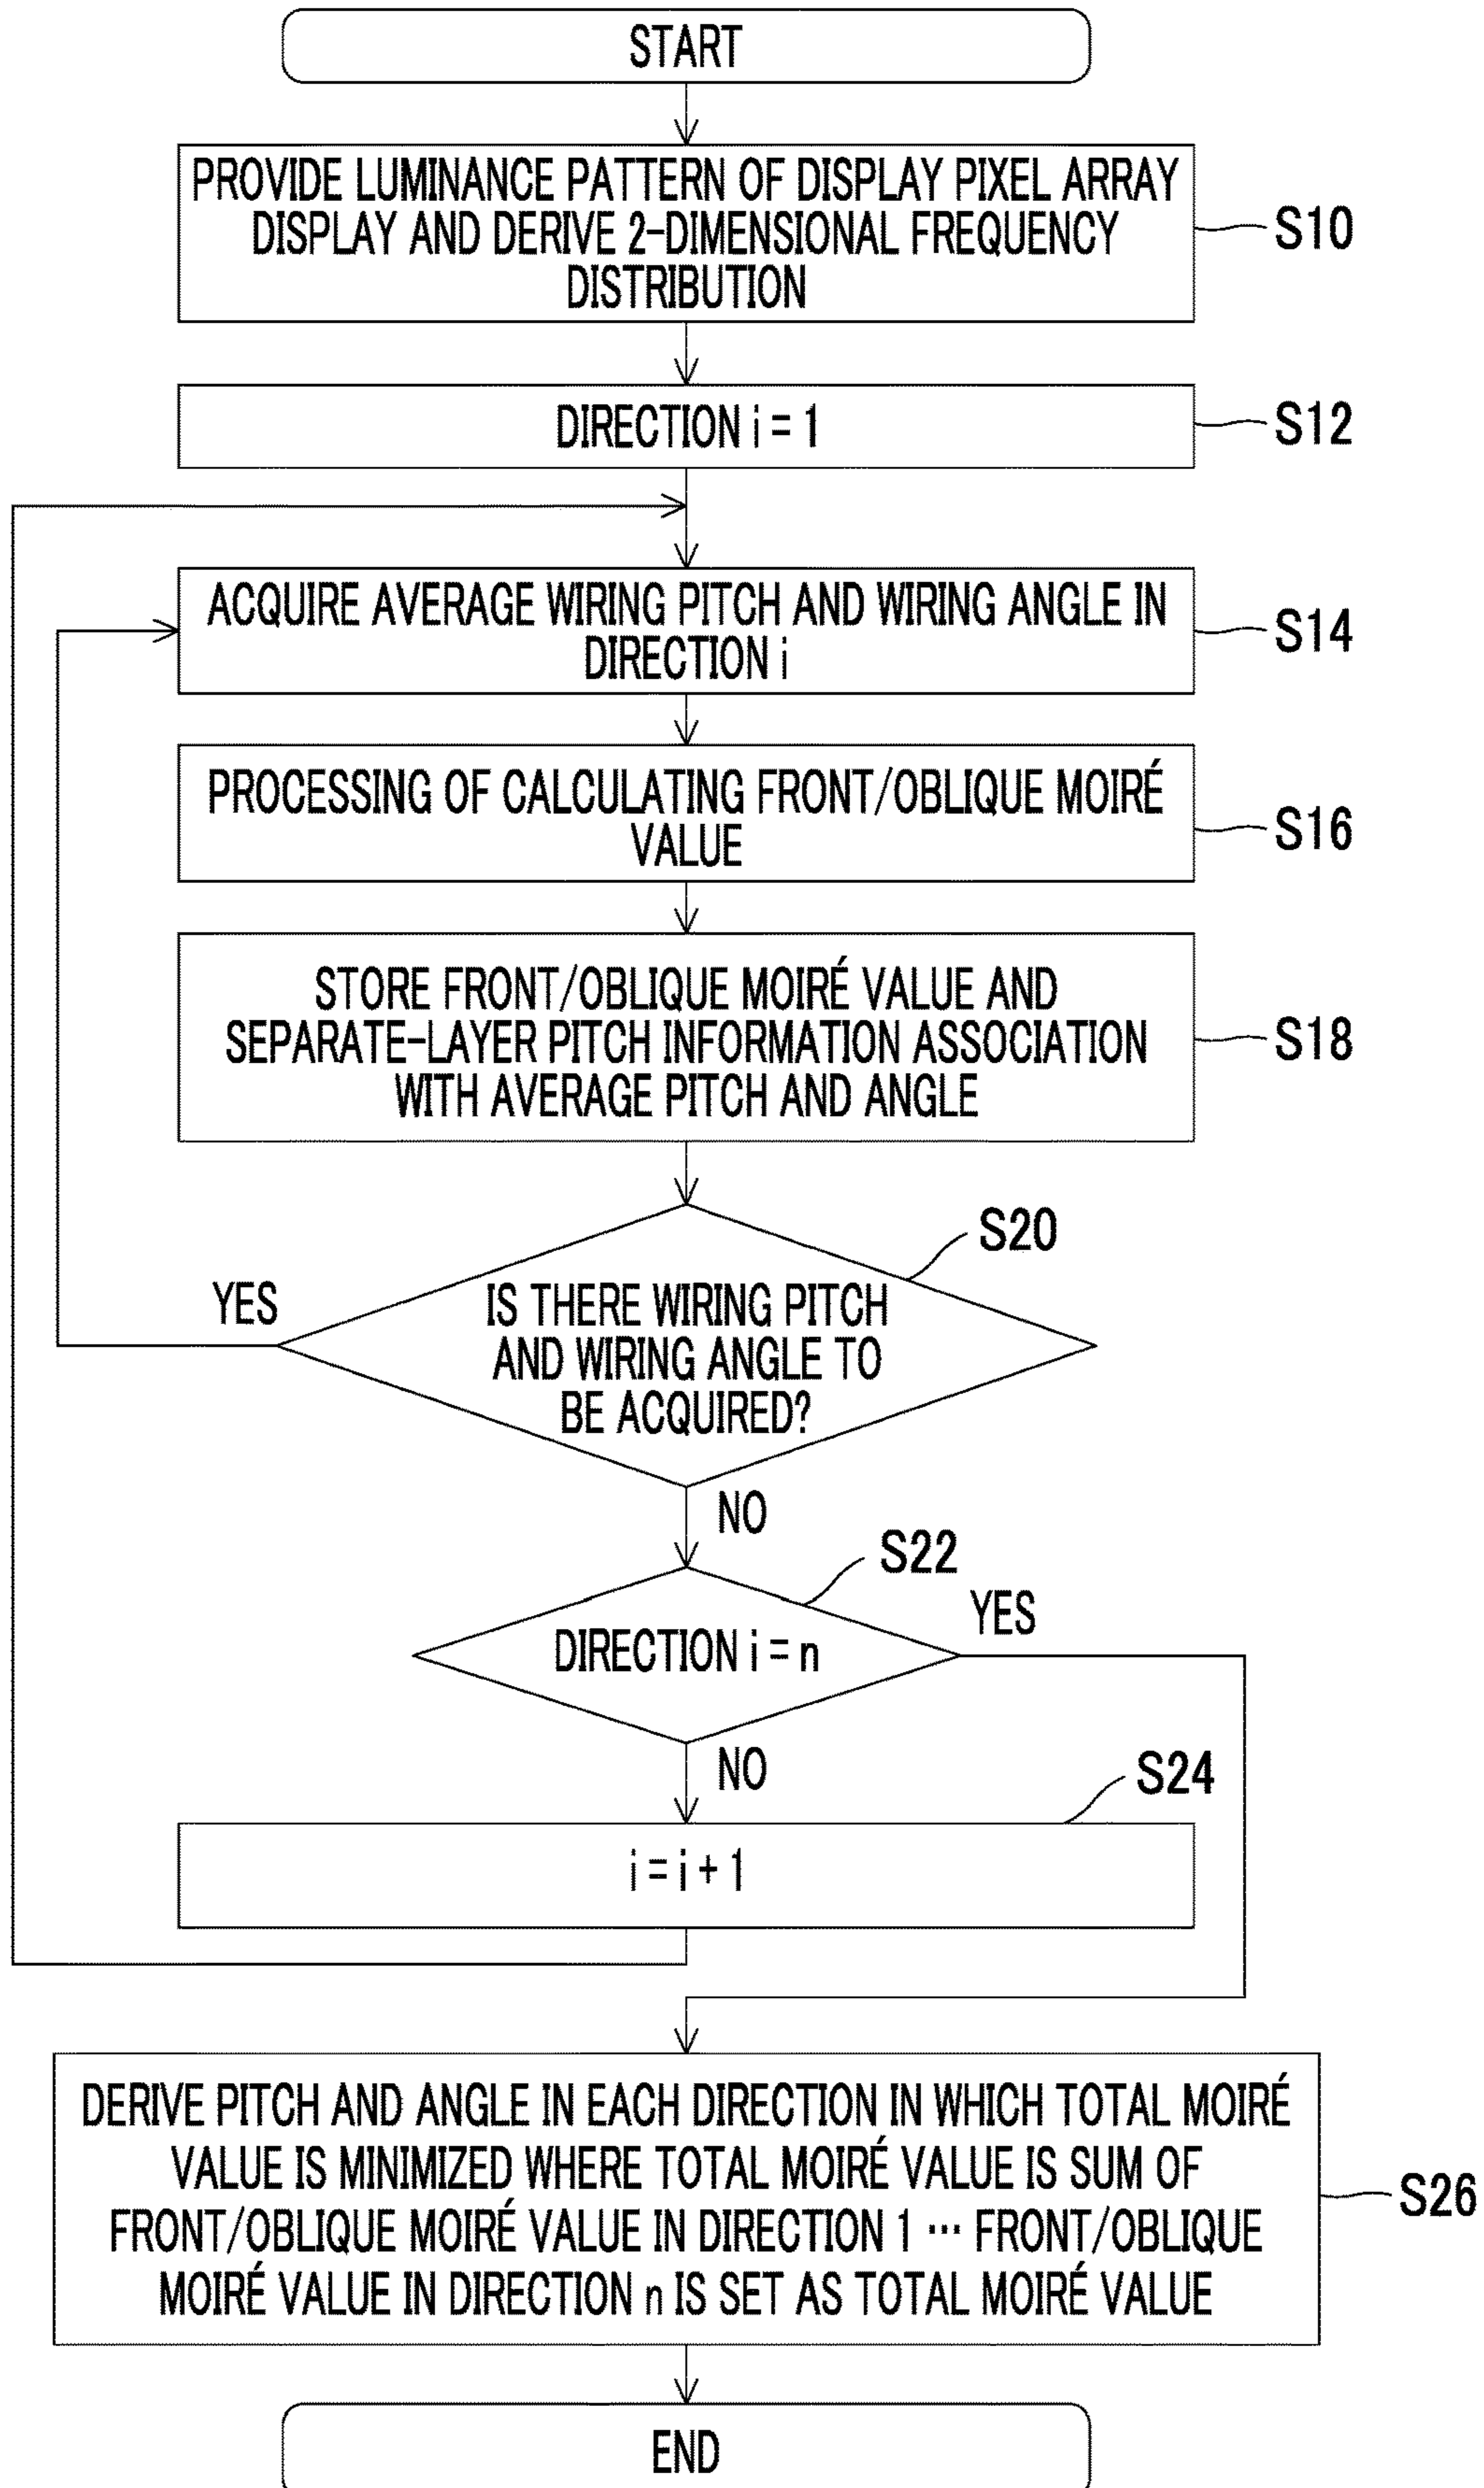 START
PROVIDE LUMINANCE PATTERN OF DISPLAY PIXEL ARRAY
DISPLAY AND DERIVE 2-DIMENSIONAL FREQUENCY
DISTRIBUTION
S10
DIRECTION i = 1
S12
ACQUIRE AVERAGE WIRING PITCH AND WIRING ANGLE IN
DIRECTION i
S14
PROCESSING OF CALCULATING FRONT/OBLIQUE MOIRÉ
VALUE
S16
STORE FRONT/OBLIQUE MOIRÉ VALUE AND
SEPARATE-LAYER PITCH INFORMATION ASSOCIATION
WITH AVERAGE PITCH AND ANGLE
S18
S20
YES
IS THERE WIRING PITCH
AND WIRING ANGLE TO
BE ACQUIRED?
NO
S22
YES
DIRECTION i = n
NO
S24
i = i + 1
DERIVE PITCH AND ANGLE IN EACH DIRECTION IN WHICH TOTAL MOIRÉ
VALUE IS MINIMIZED WHERE TOTAL MOIRÉ VALUE IS SUM OF
FRONT/OBLIQUE MOIRÉ VALUE IN DIRECTION 1 ··· FRONT/OBLIQUE
MOIRÉ VALUE IN DIRECTION n IS SET AS TOTAL MOIRÉ VALUE
S26
END